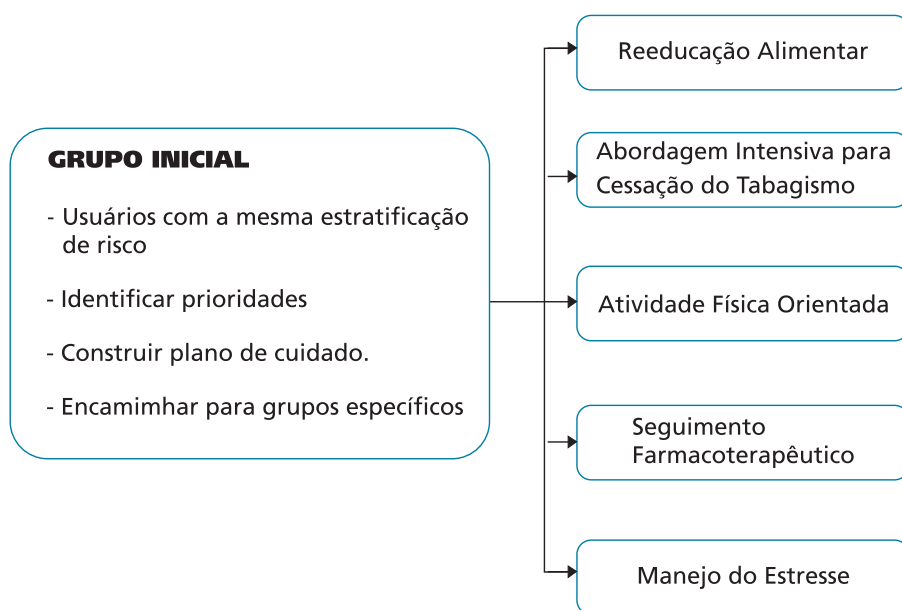 GRUPO INICIAL
- Usuários com a mesma estratificação
de risco
- Identificar prioridades
- Construir plano de cuidado.
- Encamimhar para grupos específicos
Reeducação Alimentar
Abordagem Intensiva para
Cessação do Tabagismo
Atividade Física Orientada
Seguimento
Farmacoterapêutico
Manejo do Estresse